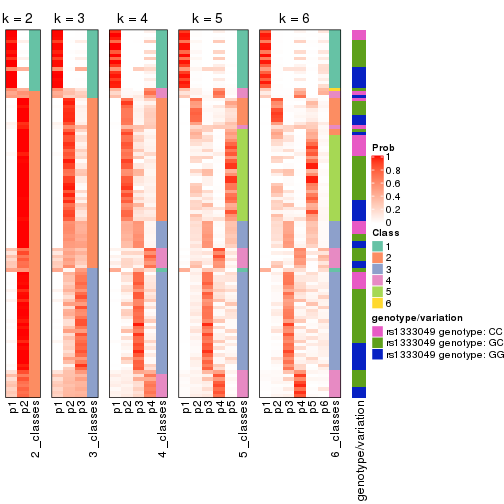 k = 2
k = 3
k = 4
k = 5
k = 6
Prob
1
0.8
0.6
0.4
0.2
0
Class
1
2
3
4
5
6
genotype/variation
rs1333049 genotype: CC
rs1333049 genotype: GC
rs1333049 genotype: GG
p1
p2
2_classes
p1
p2
p3
3_classes
p1
p2
p3
p4
4_classes
p1
p2
p3
p4
p5
5_classes
p1
p2
p3
p4
p5
p6
6_classes
genotype/variation